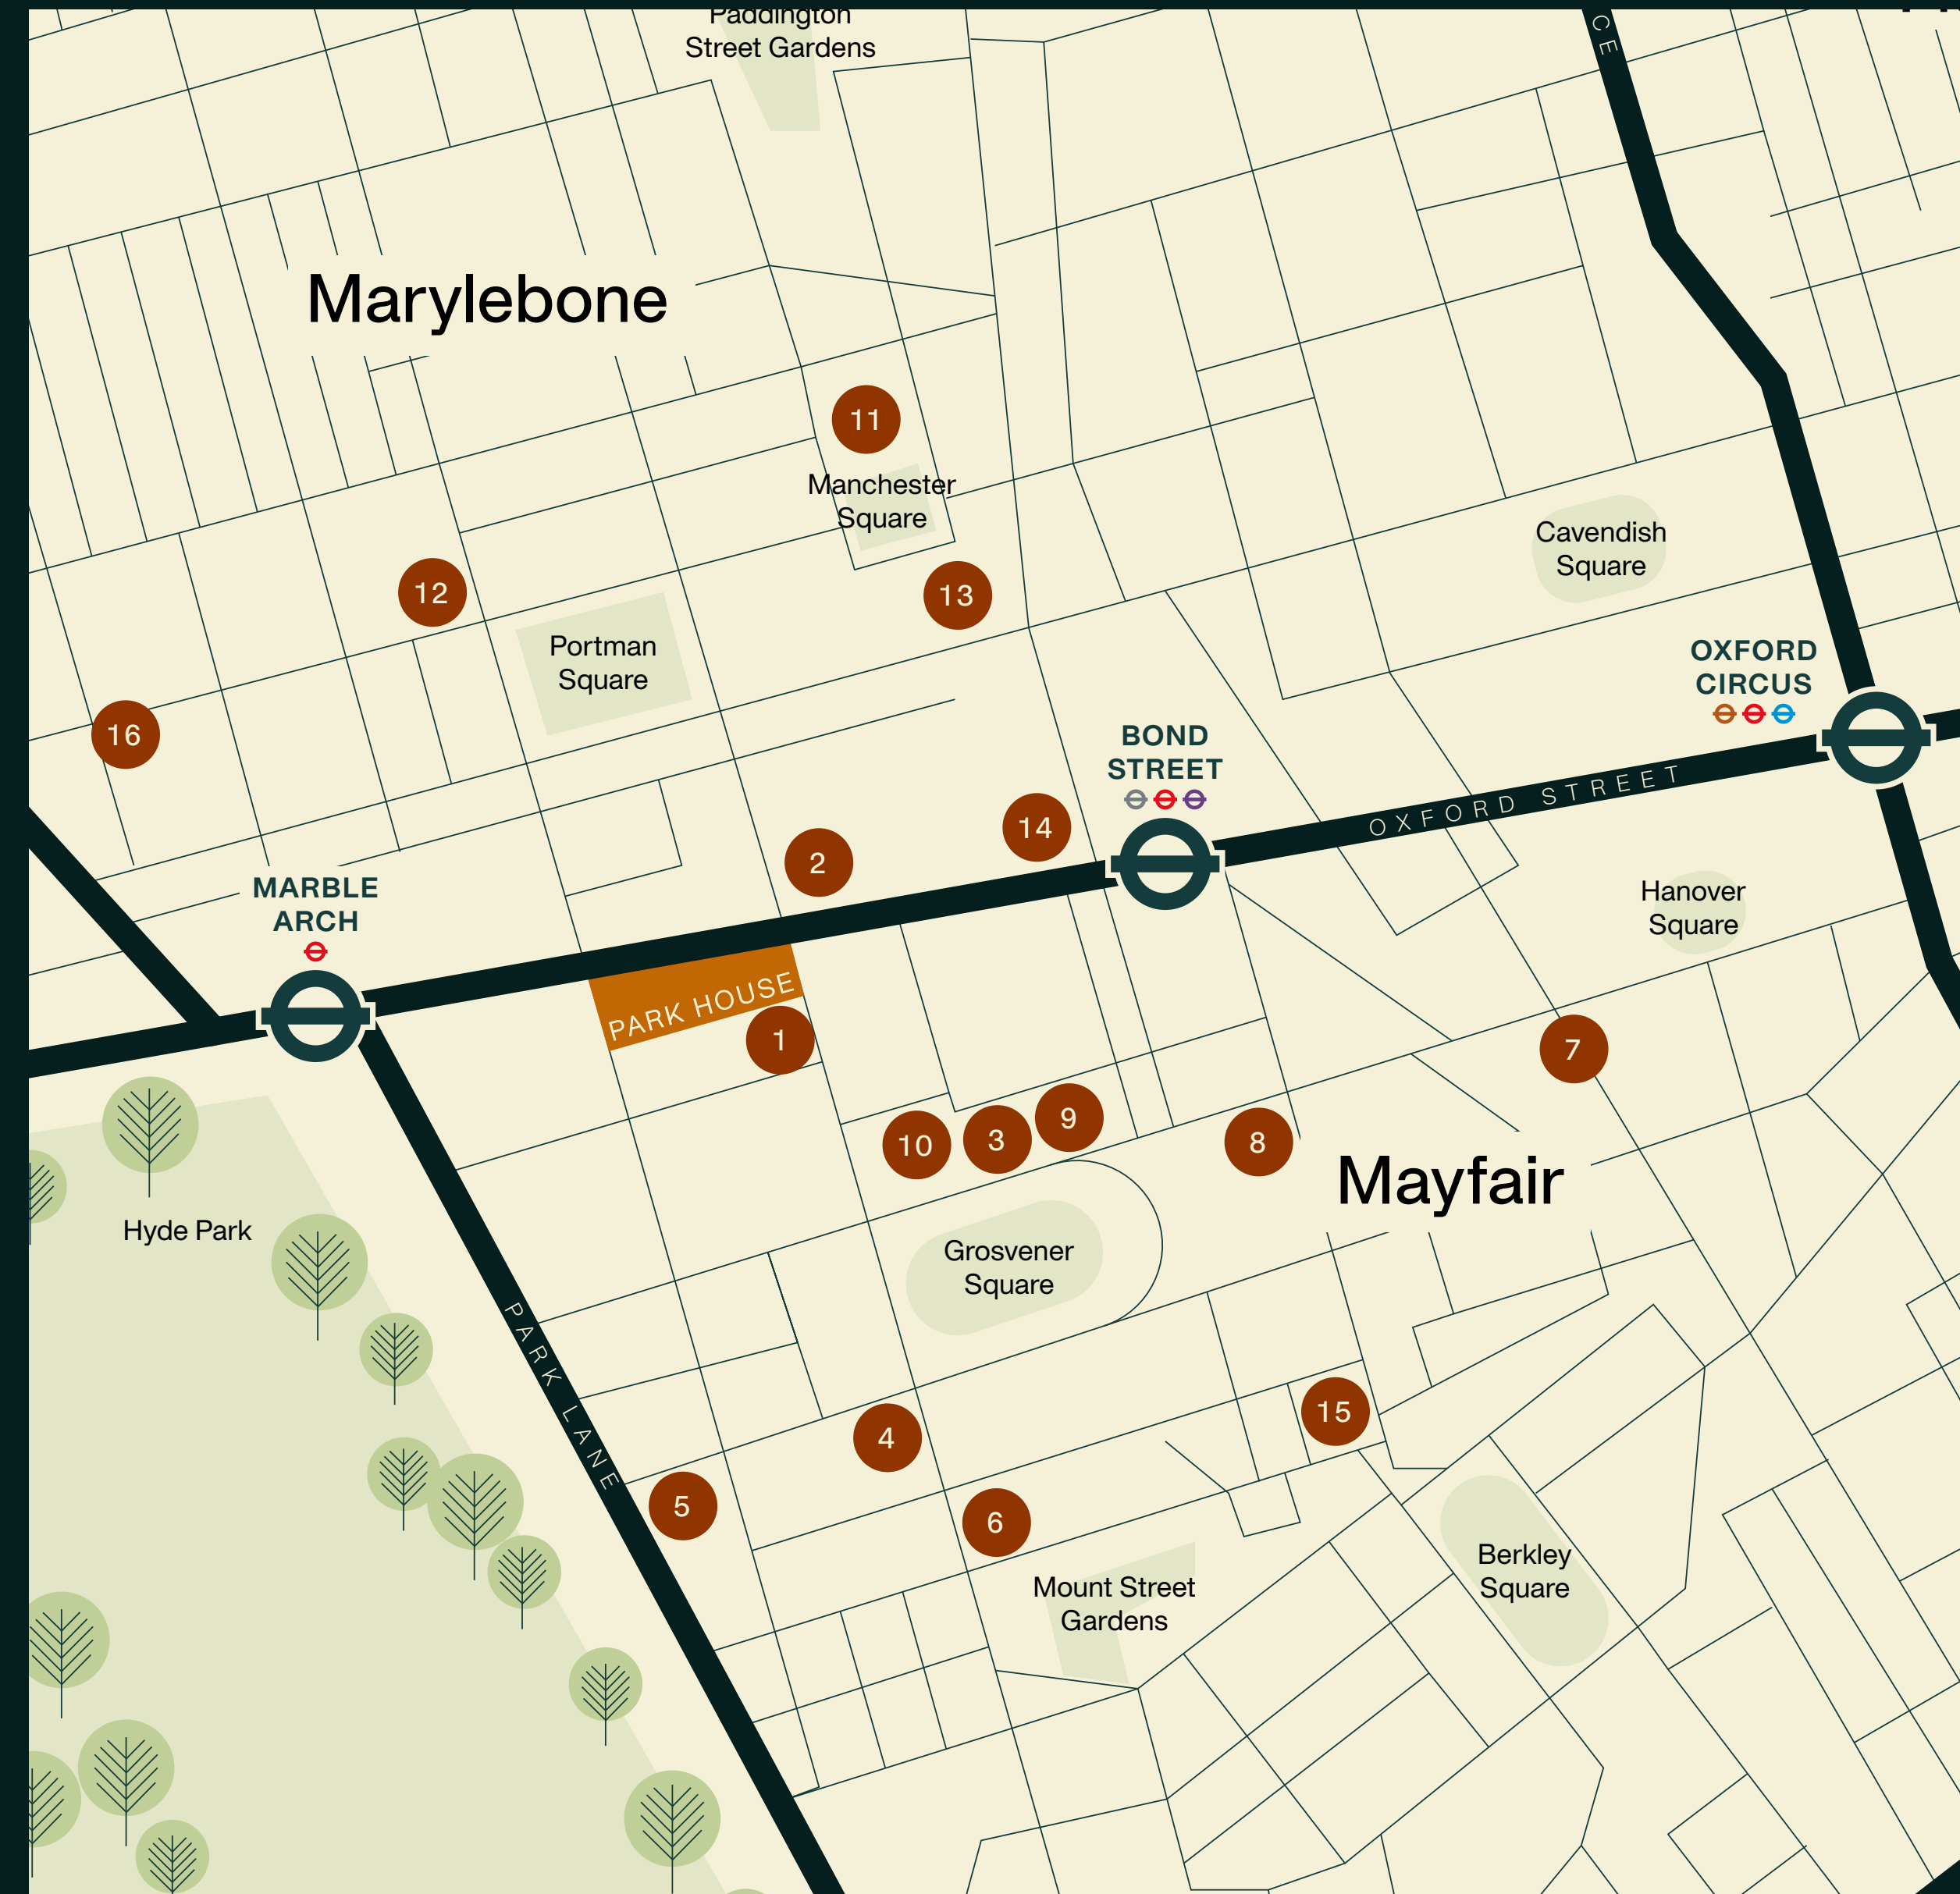 Paddington
Street Gardens
CE
Marylebone
11
Manchester
Square
Cavendish
Square
12
13
Portman
Square
OXFORD
CIRCUS
16
BOND
STREET
OXFORD STREET
14
2
MARBLE
ARCH
Hanover
Square
PARK HOUSE
1
7
10
3
9
8
Mayfair
Hyde Park
Grosvener
Square
PARK LANE
15
4
5
6
Berkley
Square
Mount Street
Gardens